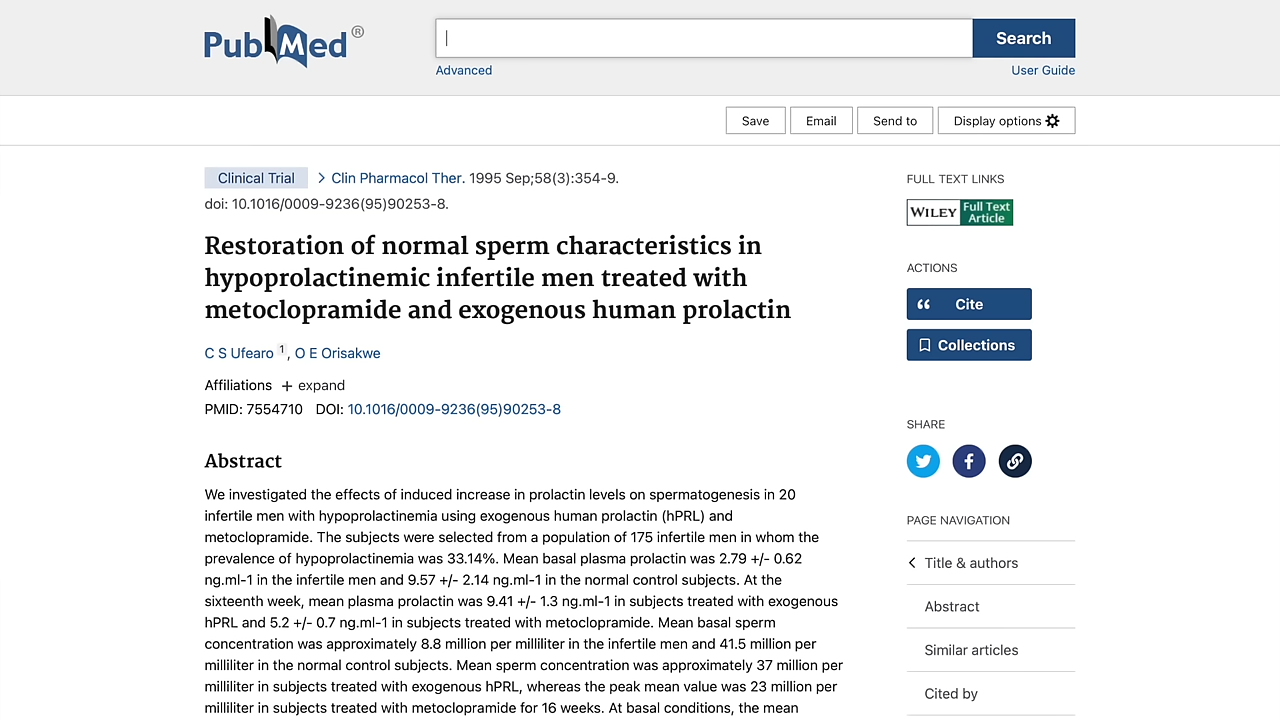 PubMed®
Search
Advanced
User Guide
Save
Email
Send to
Display options
Clinical Trial
Clin Pharmacol Ther. 1995 Sep;58(3):354-9.
doi: 10.1016/0009-9236(95)90253-8.
Restoration of normal sperm characteristics in
hypoprolactinemic infertile men treated with
metoclopramide and exogenous human prolactin
C S Ufearo 1, O E Orisakwe
Affiliations + expand
PMID: 7554710 DOI: 10.1016/0009-9236(95)90253-8
Abstract
We investigated the effects of induced increase in prolactin levels on spermatogenesis in 20
infertile men with hypoprolactinemia using exogenous human prolactin (hPRL) and
metoclopramide. The subjects were selected from a population of 175 infertile men in whom the
prevalence of hypoprolactinemia was 33.14%. Mean basal plasma prolactin was 2.79 +/- 0.62
ng.ml-1 in the infertile men and 9.57 +/- 2.14 ng.ml-1 in the normal control subjects. At the
sixteenth week, mean plasma prolactin was 9.41 +/- 1.3 ng.ml-1 in subjects treated with exogenous
hPRL and 5.2 +/- 0.7 ng.ml-1 in subjects treated with metoclopramide. Mean basal sperm
concentration was approximately 8.8 million per milliliter in the infertile men and 41.5 million per
milliliter in the normal control subjects. Mean sperm concentration was approximately 37 million per
milliliter in subjects treated with exogenous hPRL, whereas the peak mean value was 23 million per
milliliter in subjects treated with metoclopramide for 16 weeks. At basal conditions, the mean
FULL TEXT LINKS
WILEY Full Text
Article
ACTIONS
Cite
Collections
SHARE
PAGE NAVIGATION
Title & authors
Abstract
Similar articles
Cited by